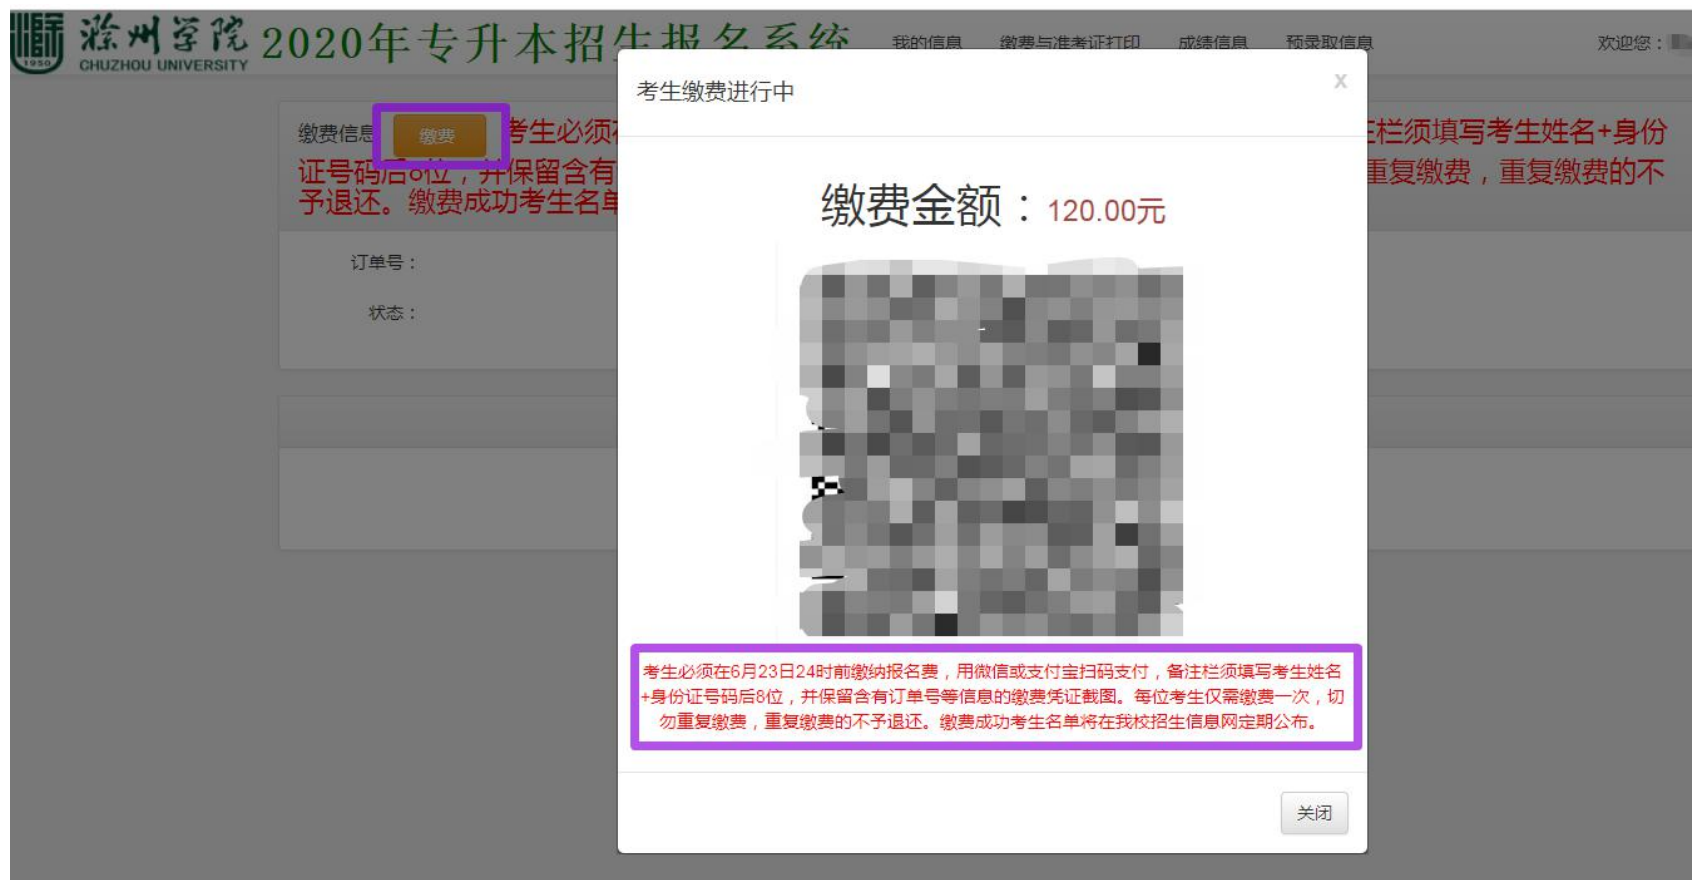 滁州学院
CHUZHOU UNIVERSITY
1950
2020年专升本招生报名系统
我的信息 缴费与准考证打印 成绩信息 预录取信息
欢迎您：
考生缴费进行中
x
缴费信息 缴费 考生必须 栏须填写考生姓名+身份
证号码后8位，并保留含有 重复缴费，重复缴费的不
予退还。缴费成功考生名单
缴费金额：120.00元
订单号：
状态：
考生必须在6月23日24时前缴纳报名费，用微信或支付宝扫码支付，备注栏须填写考生姓名
+身份证号码后8位，并保留含有订单号等信息的缴费凭证截图。每位考生仅需缴费一次，切
勿重复缴费，重复缴费的不予退还。缴费成功考生名单将在我校招生信息网定期公布。
关闭